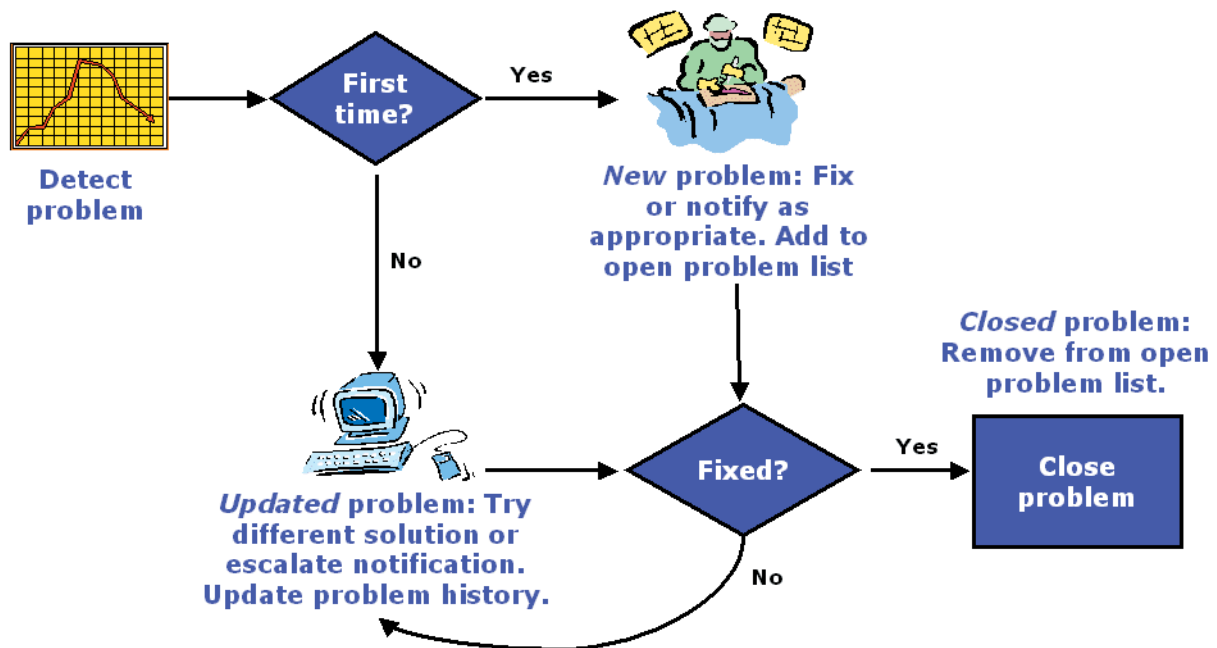 Detect
problem
First
time?
Yes
New problem: Fix
or notify as
appropriate. Add to
open problem list
No
Updated problem: Try
different solution or
escalate notification.
Update problem history.
Fixed?
No
Yes
Closed problem:
Remove from open
problem list.
Close
problem